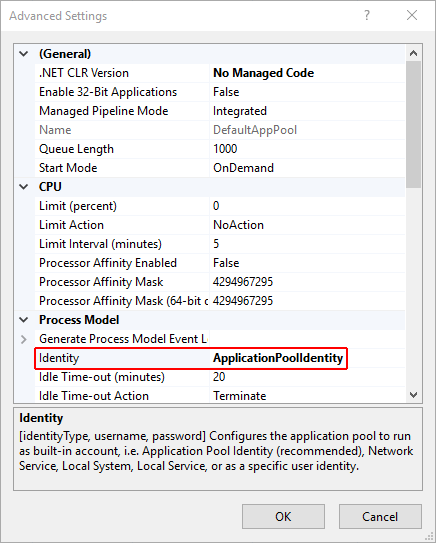 Advanced Settings ? ×
(General)
.NET CLR Version No Managed Code
Enable 32-Bit Applications False
Managed Pipeline Mode Integrated
Name DefaultAppPool
Queue Length 1000
Start Mode OnDemand
CPU
Limit (percent) 0
Limit Action NoAction
Limit Interval (minutes) 5
Processor Affinity Enabled False
Processor Affinity Mask 4294967295
Processor Affinity Mask (64-bit c 4294967295
Process Model
Generate Process Model Event L
Identity ApplicationPoolIdentity
Idle Time-out (minutes) 20
Idle Time-out Action Terminate
Identity
[identityType, username, password] Configures the application pool to run
as built-in account, i.e. Application Pool Identity (recommended), Network
Service, Local System, Local Service, or as a specific user identity.
OK Cancel